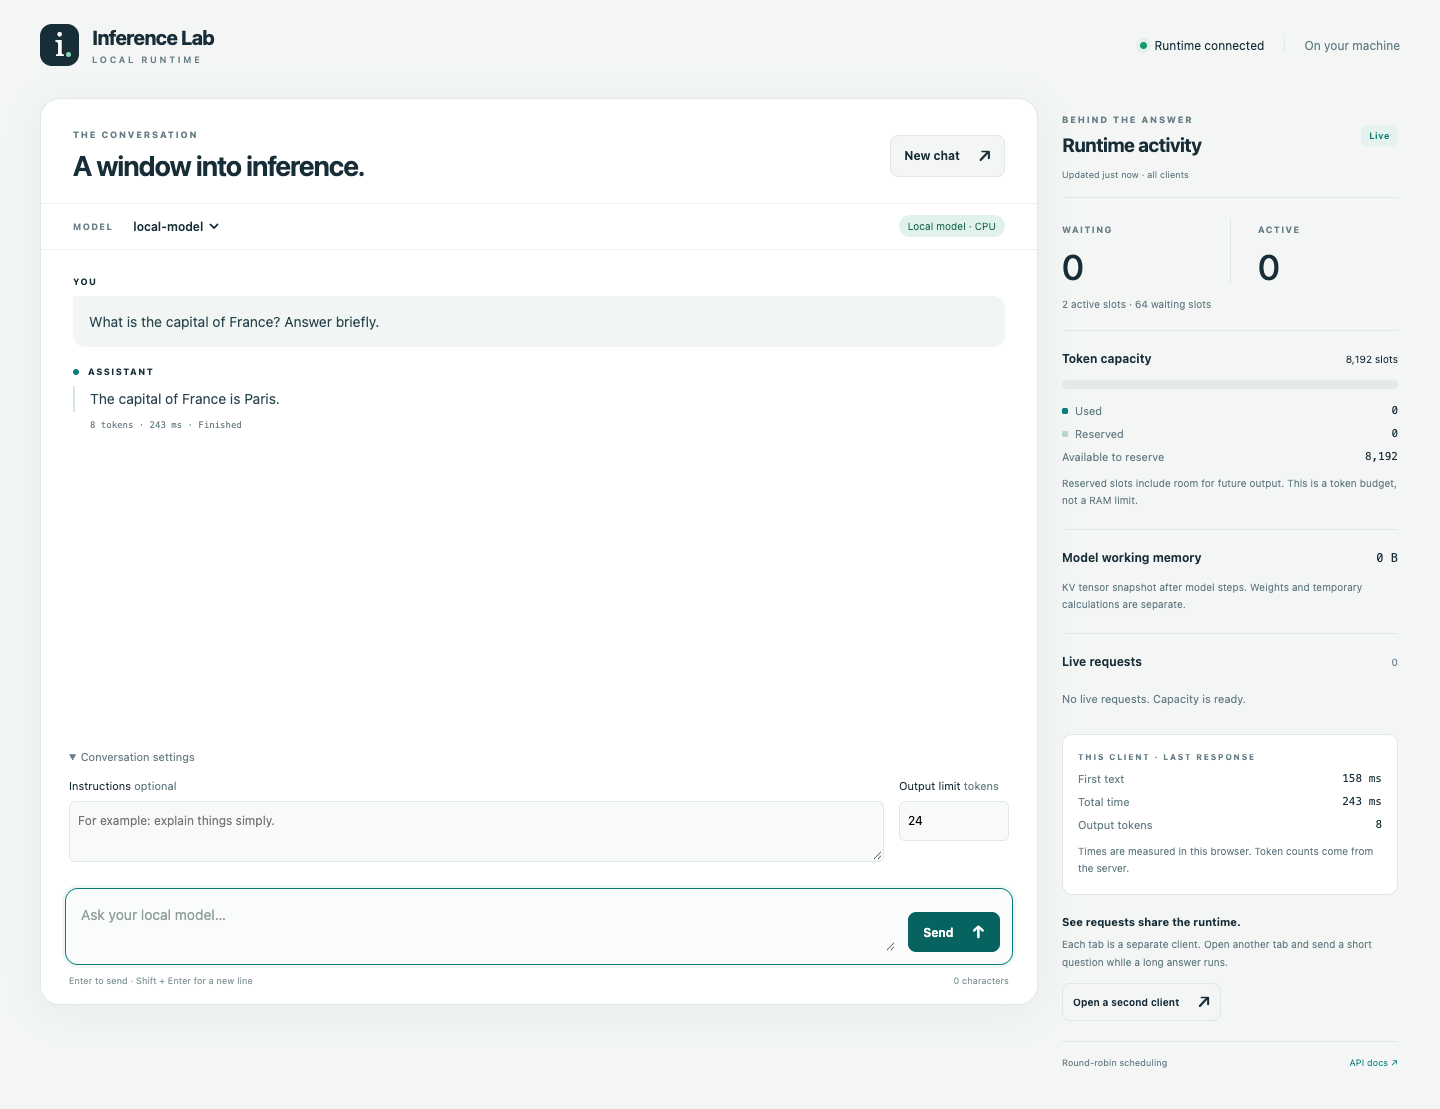 i.
Inference Lab
LOCAL RUNTIME
Runtime connected
On your machine
THE CONVERSATION
A window into inference.
New chat
MODEL
local-model
Local model · CPU
YOU
What is the capital of France? Answer briefly.
ASSISTANT
The capital of France is Paris.
8 tokens · 243 ms · Finished
▼ Conversation settings
Instructions optional
Output limit tokens
For example: explain things simply.
24
Ask your local model...
Send ↑
Enter to send · Shift + Enter for a new line
0 characters
BEHIND THE ANSWER
Runtime activity
Live
Updated just now · all clients
WAITING
ACTIVE
0
0
2 active slots · 64 waiting slots
Token capacity
8,192 slots
Used
0
Reserved
0
Available to reserve
8,192
Reserved slots include room for future output. This is a token budget,
not a RAM limit.
Model working memory
0 B
KV tensor snapshot after model steps. Weights and temporary
calculations are separate.
Live requests
0
No live requests. Capacity is ready.
THIS CLIENT · LAST RESPONSE
First text
158 ms
Total time
243 ms
Output tokens
8
Times are measured in this browser. Token counts come from
the server.
See requests share the runtime.
Each tab is a separate client. Open another tab and send a short
question while a long answer runs.
Open a second client
Round-robin scheduling
API docs ↗